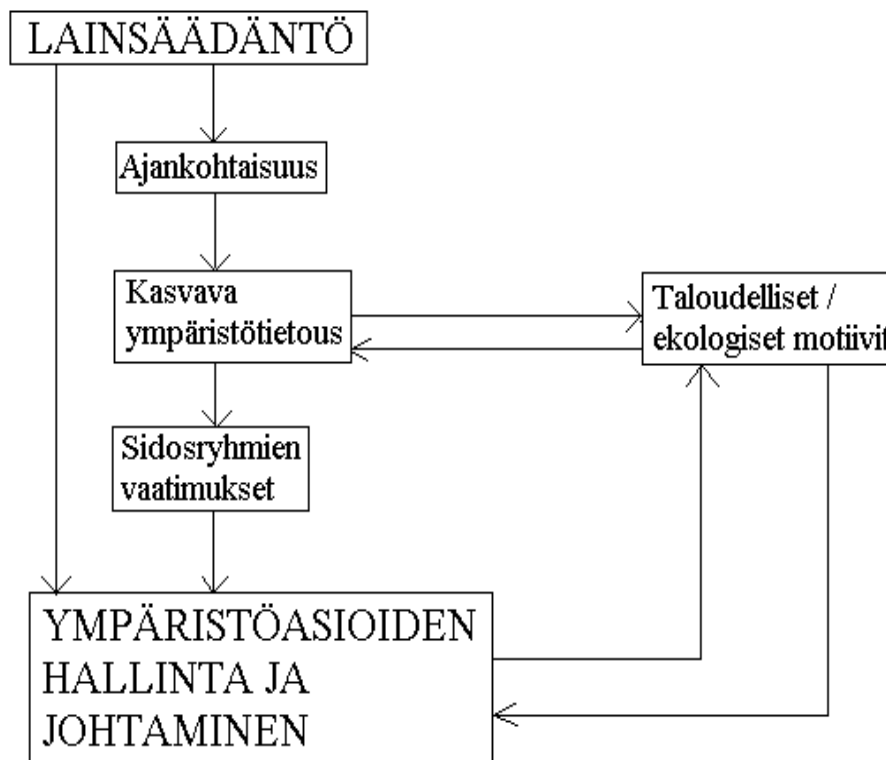 LAINSÄÄDÄNTÖ
Ajankohtaisuus
Kasvava
ympäristötietous
Taloudelliset /
ekologiset motiivit
Sidosryhmien
vaatimukset
YMPÄRISTÖASIOIDEN
HALLINTA JA
JOHTAMINEN